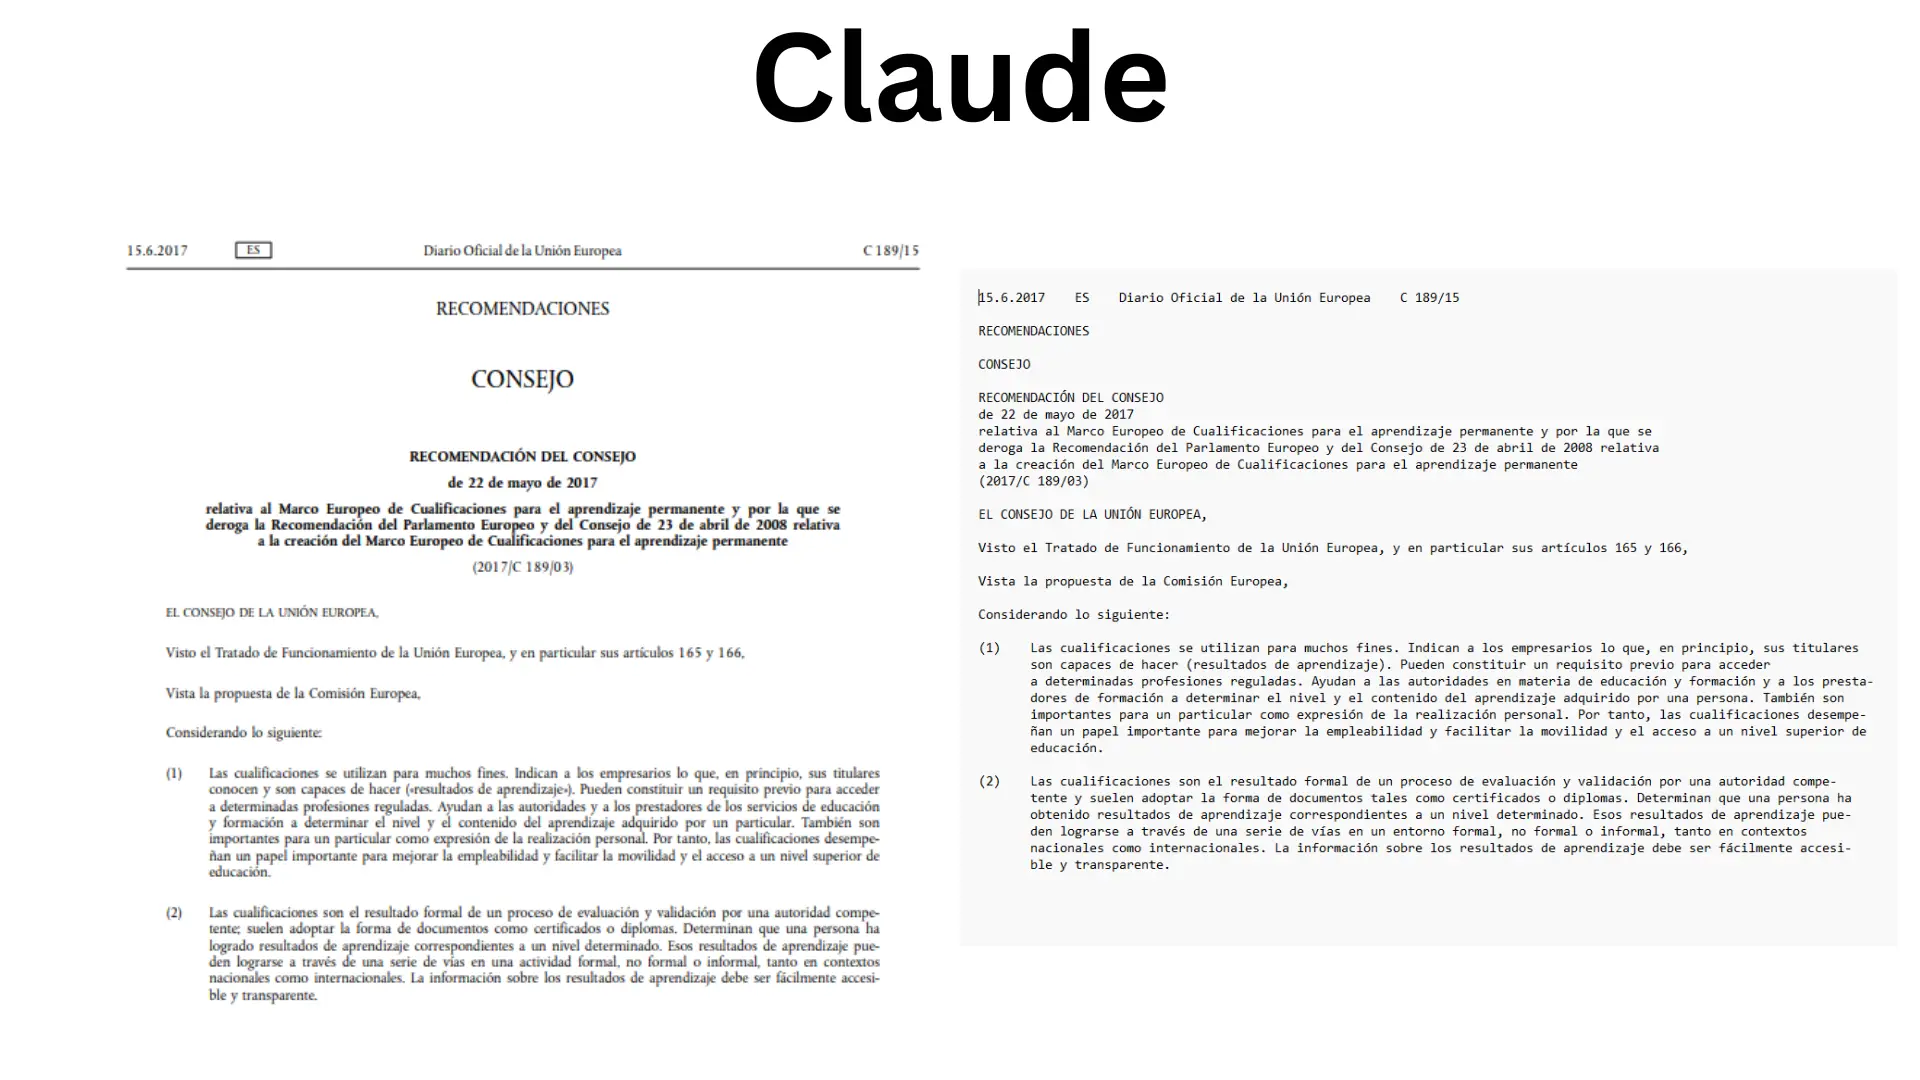 Claude
15.6.2017 ES Diario Oficial de la Unión Europea C 189/15
RECOMENDACIONES
CONSEJO
RECOMENDACIÓN DEL CONSEJO
de 22 de mayo de 2017
relativa al Marco Europeo de Cualificaciones para el aprendizaje permanente y por la que se
deroga la Recomendación del Parlamento Europeo y del Consejo de 23 de abril de 2008 relativa
a la creación del Marco Europeo de Cualificaciones para el aprendizaje permanente
(2017/C 189/03)
EL CONSEJO DE LA UNIÓN EUROPEA,
Visto el Tratado de Funcionamiento de la Unión Europea, y en particular sus artículos 165 y 166,
Vista la propuesta de la Comisión Europea,
Considerando lo siguiente:
(1) Las cualificaciones se utilizan para muchos fines. Indican a los empresarios lo que, en principio, sus titulares
conocen y son capaces de hacer («resultados de aprendizaje»). Pueden constituir un requisito previo para acceder
a determinadas profesiones reguladas. Ayudan a las autoridades y a los prestadores de los servicios de educación
y formación a determinar el nivel y el contenido del aprendizaje adquirido por un particular. También son
importantes para un particular como expresión de la realización personal. Por tanto, las cualificaciones desempe-
ñan un papel importante para mejorar la empleabilidad y facilitar la movilidad y el acceso a un nivel superior de
educación.
(2) Las cualificaciones son el resultado formal de un proceso de evaluación y validación por una autoridad compe-
tente; suelen adoptar la forma de documentos como certificados o diplomas. Determinan que una persona ha
logrado resultados de aprendizaje correspondientes a un nivel determinado. Esos resultados de aprendizaje pue-
den lograrse a través de una serie de vías en una actividad formal, no formal o informal, tanto en contextos
nacionales como internacionales. La información sobre los resultados de aprendizaje debe ser fácilmente accesi-
ble y transparente.
15.6.2017 ES Diario Oficial de la Unión Europea C 189/15
RECOMENDACIONES
CONSEJO
RECOMENDACIÓN DEL CONSEJO
de 22 de mayo de 2017
relativa al Marco Europeo de Cualificaciones para el aprendizaje permanente y por la que se
deroga la Recomendación del Parlamento Europeo y del Consejo de 23 de abril de 2008 relativa
a la creación del Marco Europeo de Cualificaciones para el aprendizaje permanente
(2017/C 189/03)
EL CONSEJO DE LA UNIÓN EUROPEA,
Visto el Tratado de Funcionamiento de la Unión Europea, y en particular sus artículos 165 y 166,
Vista la propuesta de la Comisión Europea,
Considerando lo siguiente:
(1) Las cualificaciones se utilizan para muchos fines. Indican a los empresarios lo que, en principio, sus titulares
son capaces de hacer (resultados de aprendizaje). Pueden constituir un requisito previo para acceder
a determinadas profesiones reguladas. Ayudan a las autoridades en materia de educación y formación y a los presta-
dores de formación a determinar el nivel y el contenido del aprendizaje adquirido por una persona. También son
importantes para un particular como expresión de la realización personal. Por tanto, las cualificaciones desempe-
ñan un papel importante para mejorar la empleabilidad y facilitar la movilidad y el acceso a un nivel superior de
educación.
(2) Las cualificaciones son el resultado formal de un proceso de evaluación y validación por una autoridad compe-
tente y suelen adoptar la forma de documentos tales como certificados o diplomas. Determinan que una persona ha
obtenido resultados de aprendizaje correspondientes a un nivel determinado. Esos resultados de aprendizaje pue-
den lograrse a través de una serie de vías en un entorno formal, no formal o informal, tanto en contextos
nacionales como internacionales. La información sobre los resultados de aprendizaje debe ser fácilmente accesi-
ble y transparente.